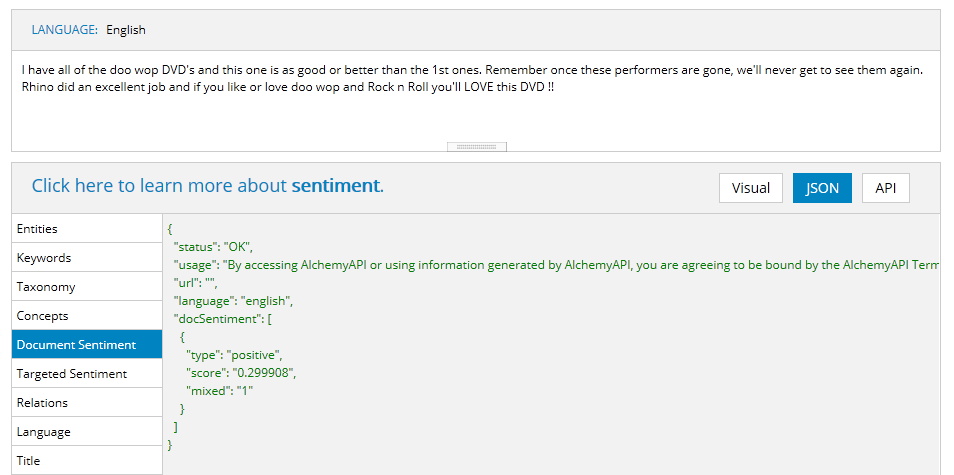 LANGUAGE: English
I have all of the doo wop DVD's and this one is as good or better than the 1st ones. Remember once these performers are gone, we'll never get to see them again.
Rhino did an excellent job and if you like or love doo wop and Rock n Roll you'll LOVE this DVD !!
Click here to learn more about sentiment.
Visual JSON API
Entities
Keywords
Taxonomy
Concepts
Document Sentiment
Targeted Sentiment
Relations
Language
Title
{
"status": "OK",
"usage": "By accessing AlchemyAPI or using information generated by AlchemyAPI, you are agreeing to be bound by the AlchemyAPI Term
"url": "",
"language": "english",
"docSentiment": [
{
"type": "positive",
"score": "0.299908",
"mixed": "1"
}
]
}